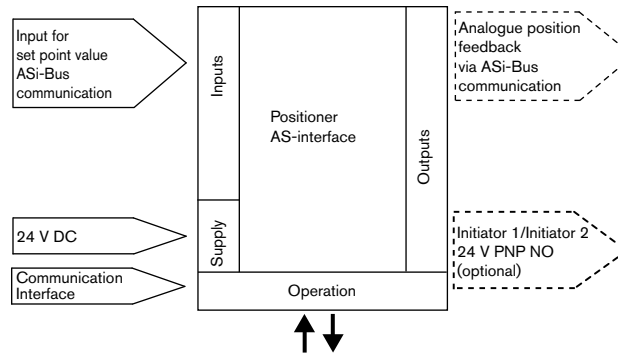 Input for
set point value
ASi-Bus
communication
Inputs
Positioner
AS-interface
Outputs
Analogue position
feedback
via ASi-Bus
communication
24 V DC
Supply
Initiator 1/Initiator 2
24 V PNP NO
(optional)
Communication
Interface
Operation